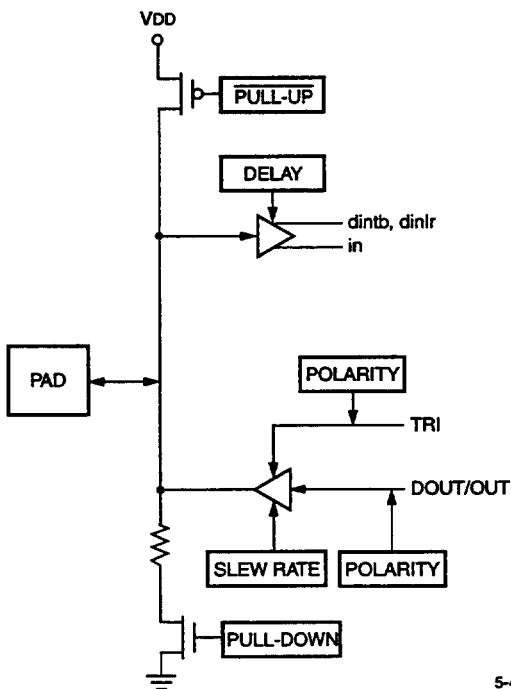 VDD
PULL-UP
DELAY
dintb, dinlr
in
PAD
POLARITY
TRI
DOUT/OUT
SLEW RATE
POLARITY
PULL-DOWN